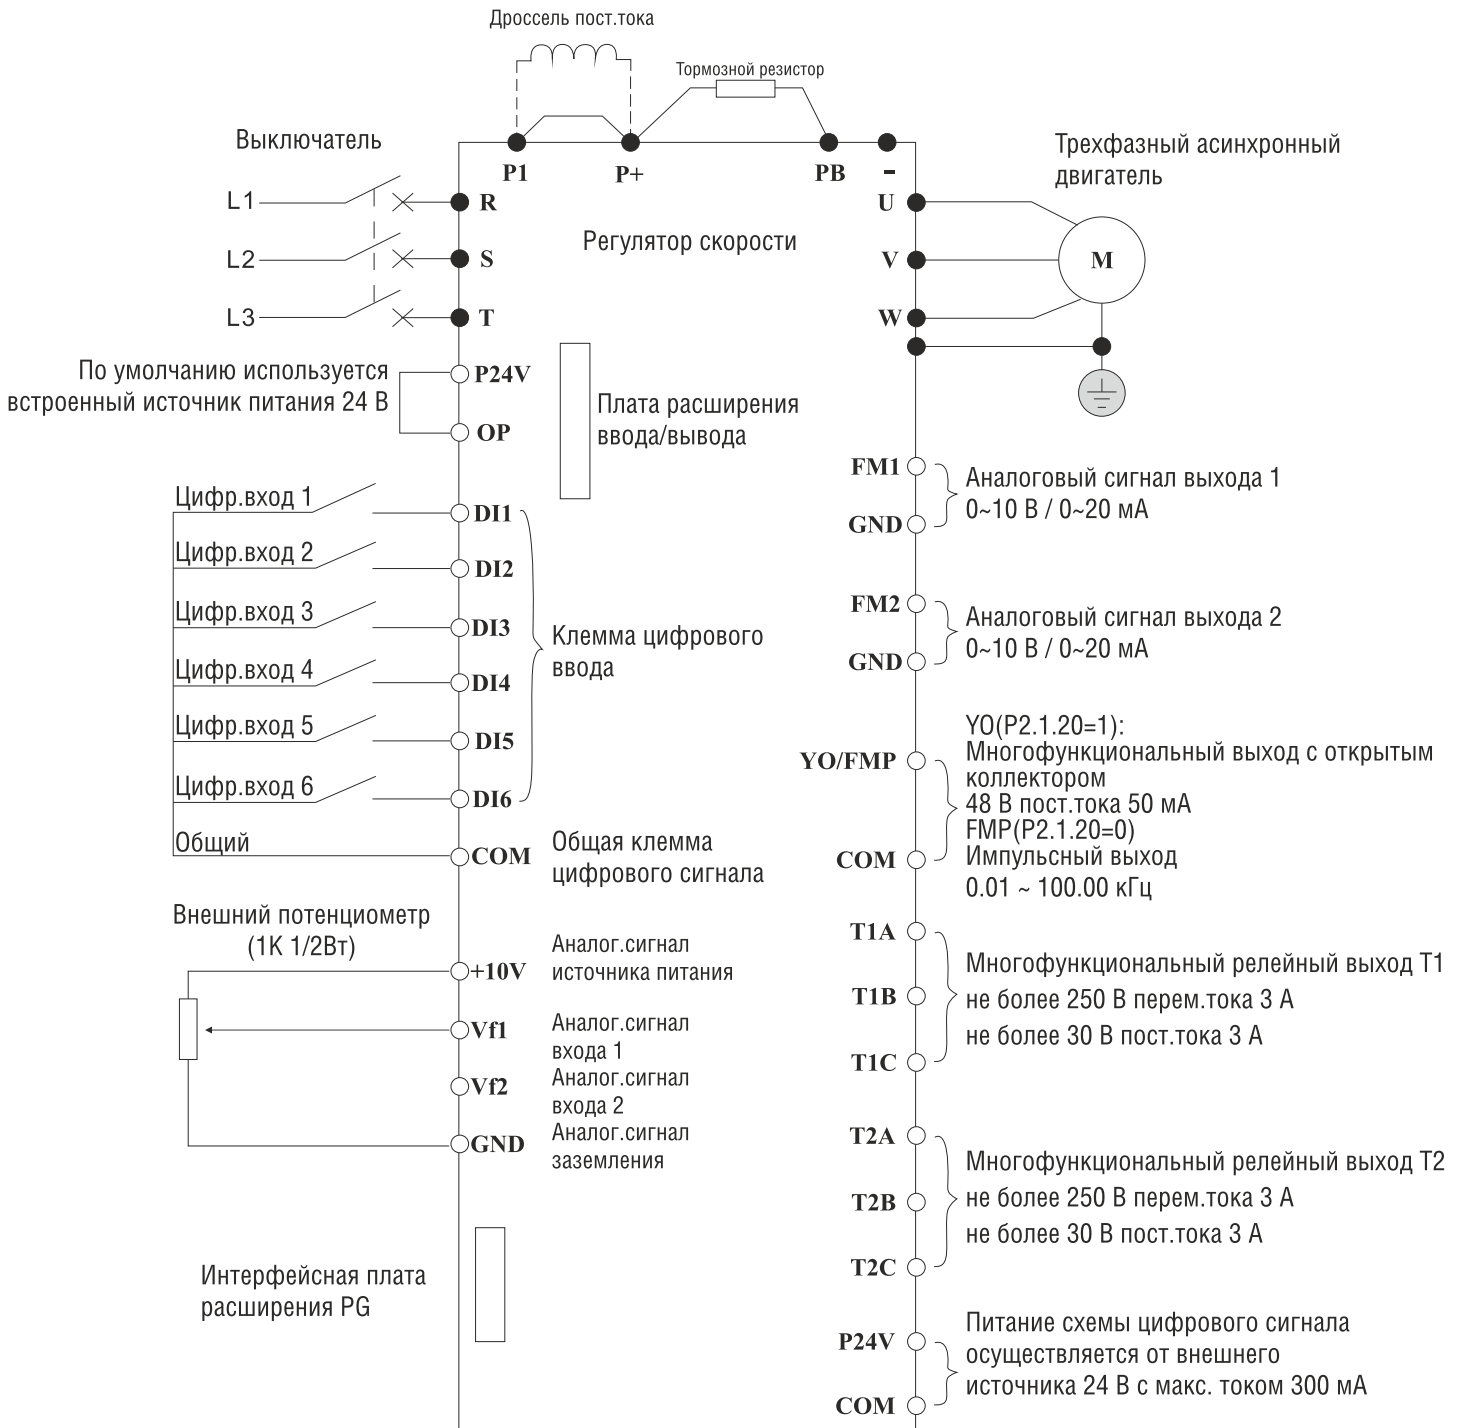 Дроссель пост.тока
Тормозной резистор
Выключатель
P1
P+
PB
-
Трехфазный асинхронный
двигатель
L1
R
U
Регулятор скорости
L2
S
V
M
L3
T
W
По умолчанию используется
встроенный источник питания 24 В
P24V
OP
Плата расширения
ввода/вывода
FM1
GND
Аналоговый сигнал выхода 1
0~10 В / 0~20 мА
Цифр.вход 1
DI1
Цифр.вход 2
DI2
Цифр.вход 3
DI3
Цифр.вход 4
DI4
Цифр.вход 5
DI5
Цифр.вход 6
DI6
Клемма цифрового
ввода
FM2
GND
Аналоговый сигнал выхода 2
0~10 В / 0~20 мА
YO/FMP
COM
YO(P2.1.20=1):
Многофункциональный выход с открытым
коллектором
48 В пост.тока 50 мА
FMP(P2.1.20=0)
Импульсный выход
0.01 ~ 100.00 кГц
Общий
COM
Общая клемма
цифрового сигнала
Внешний потенциометр
(1К 1/2Вт)
+10V
Аналог.сигнал
источника питания
Vf1
Аналог.сигнал
входа 1
Vf2
Аналог.сигнал
входа 2
GND
Аналог.сигнал
заземления
T1A
T1B
T1C
Многофункциональный релейный выход Т1
не более 250 В перем.тока 3 А
не более 30 В пост.тока 3 А
T2A
T2B
T2C
Многофункциональный релейный выход Т2
не более 250 В перем.тока 3 А
не более 30 В пост.тока 3 А
Интерфейсная плата
расширения PG
P24V
COM
Питание схемы цифрового сигнала
осуществляется от внешнего
источника 24 В с макс. током 300 мА